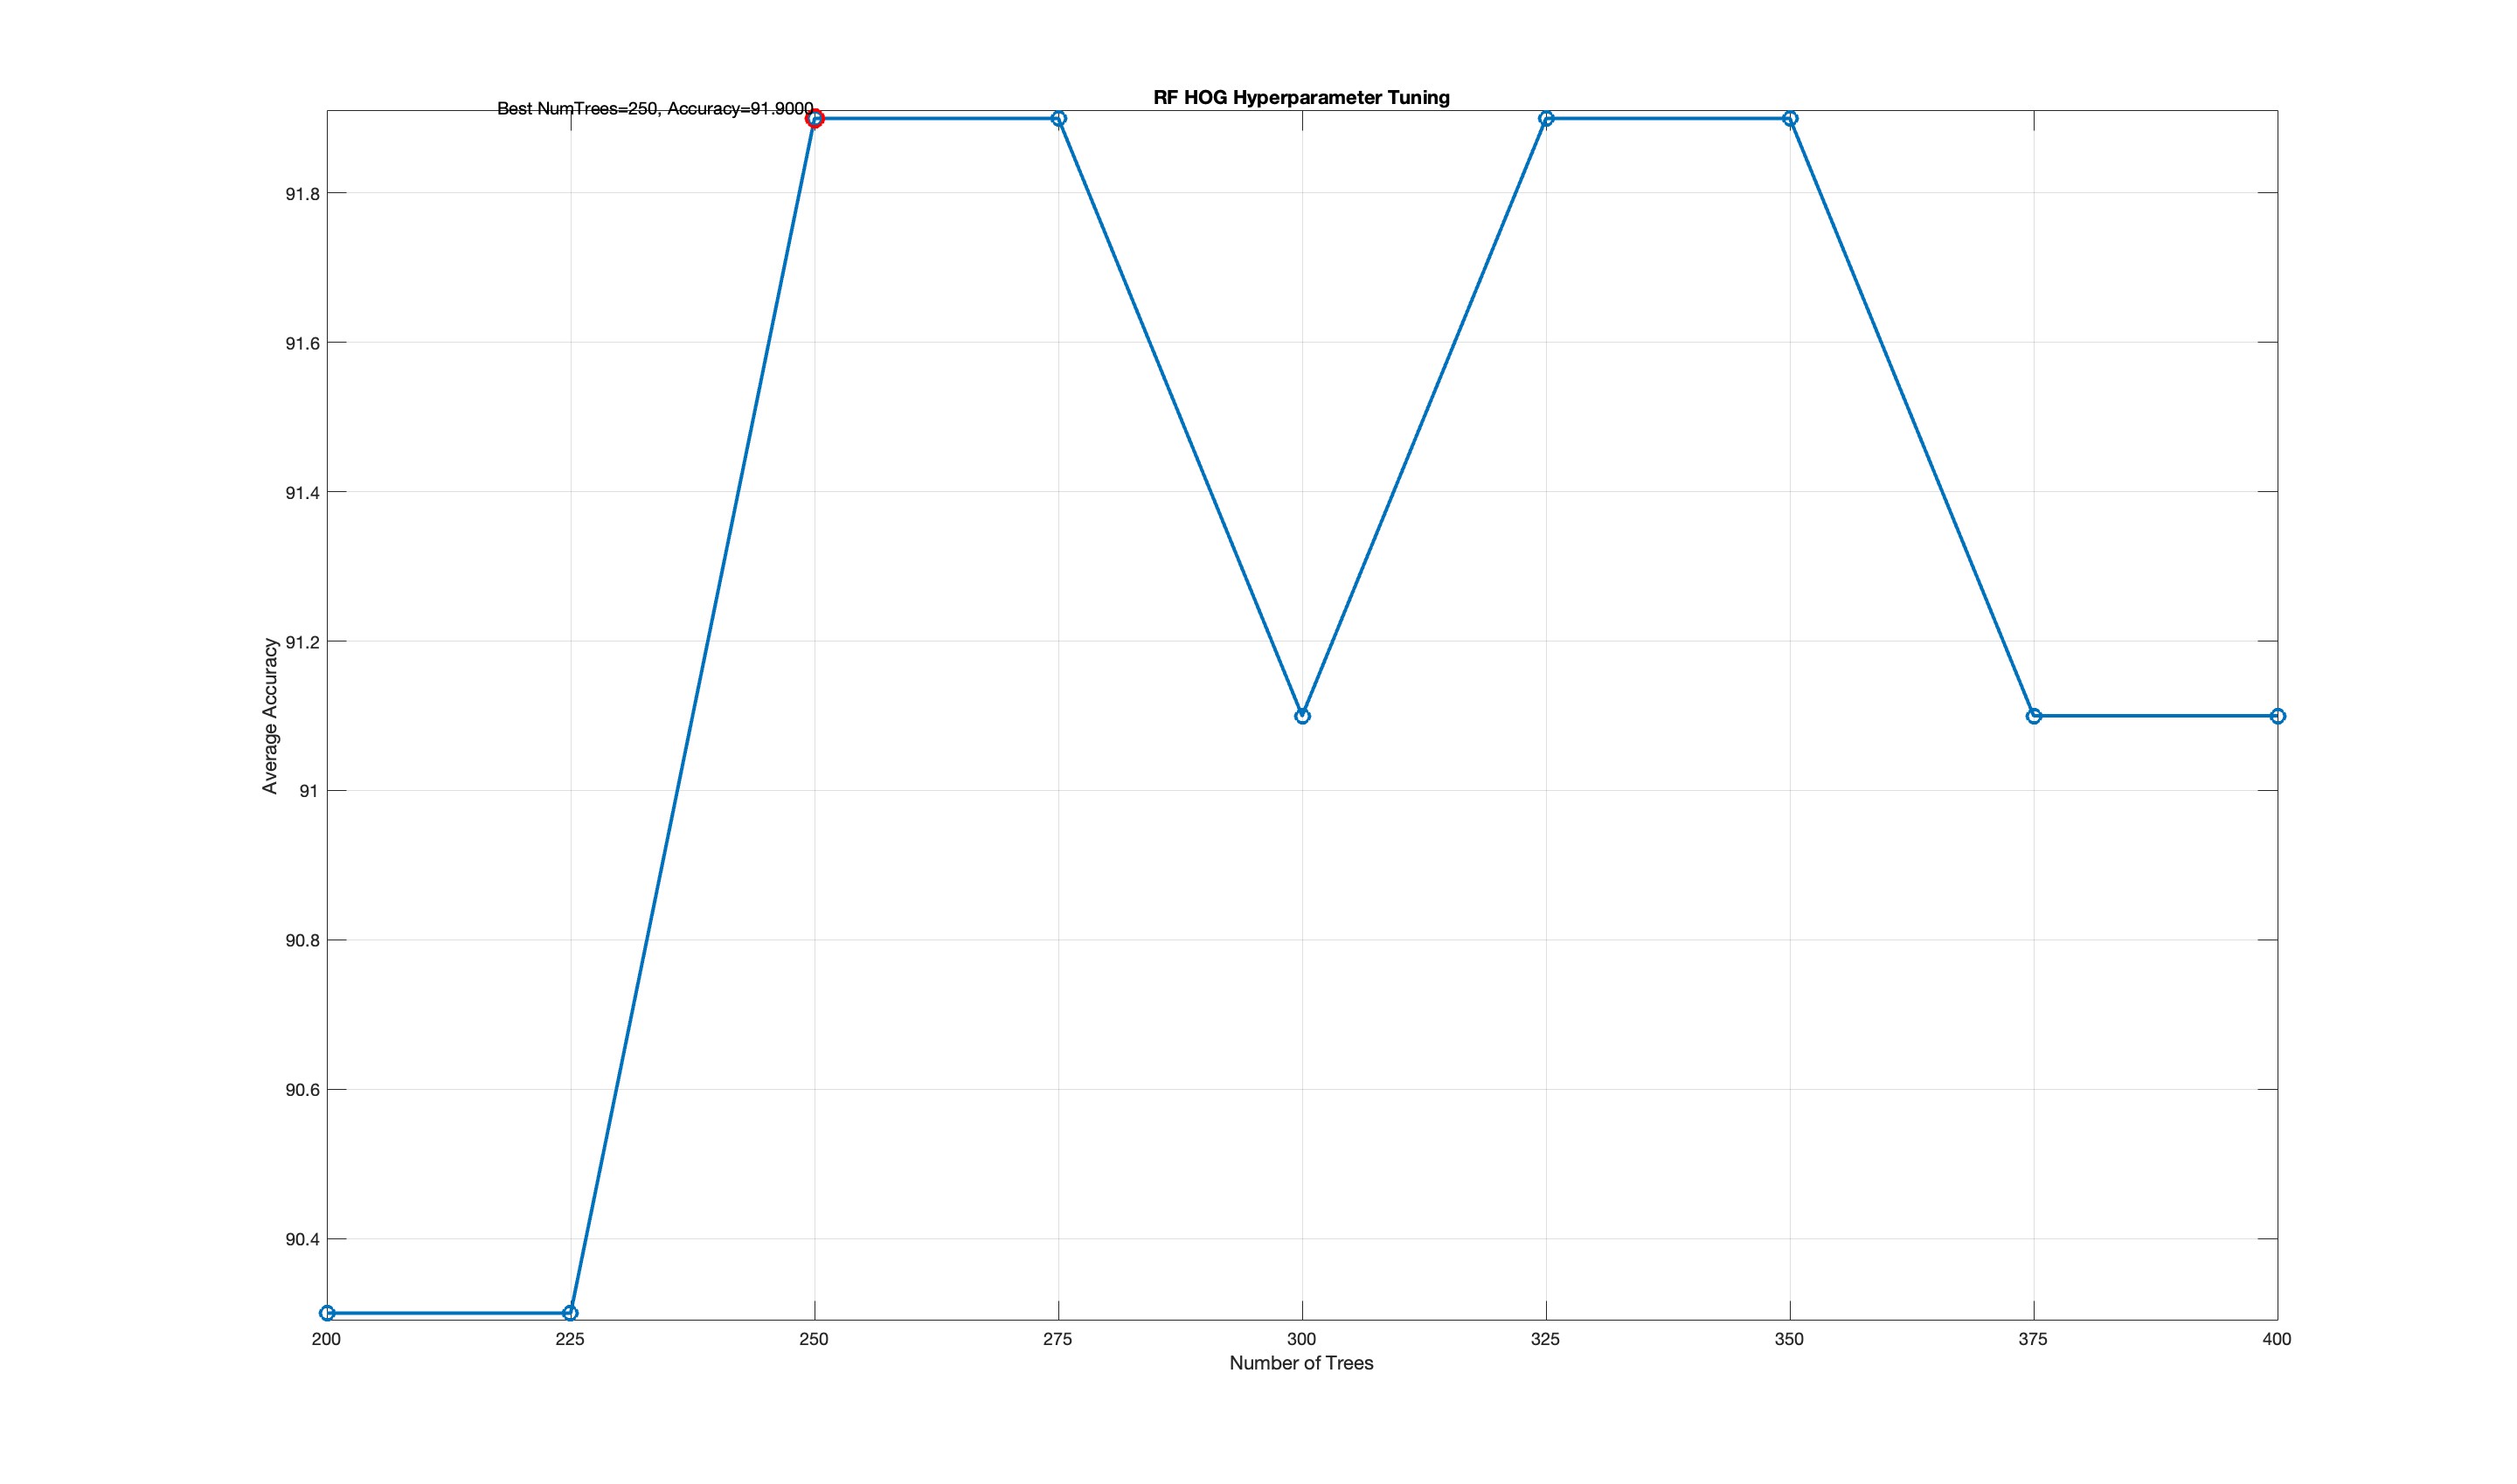 RF HOG Hyperparameter Tuning
Best NumTrees=250, Accuracy=91.9000
91.8
91.6
91.4
91.2
91
90.8
90.6
90.4
Average Accuracy
200 225 250 275 300 325 350 375 400
Number of Trees